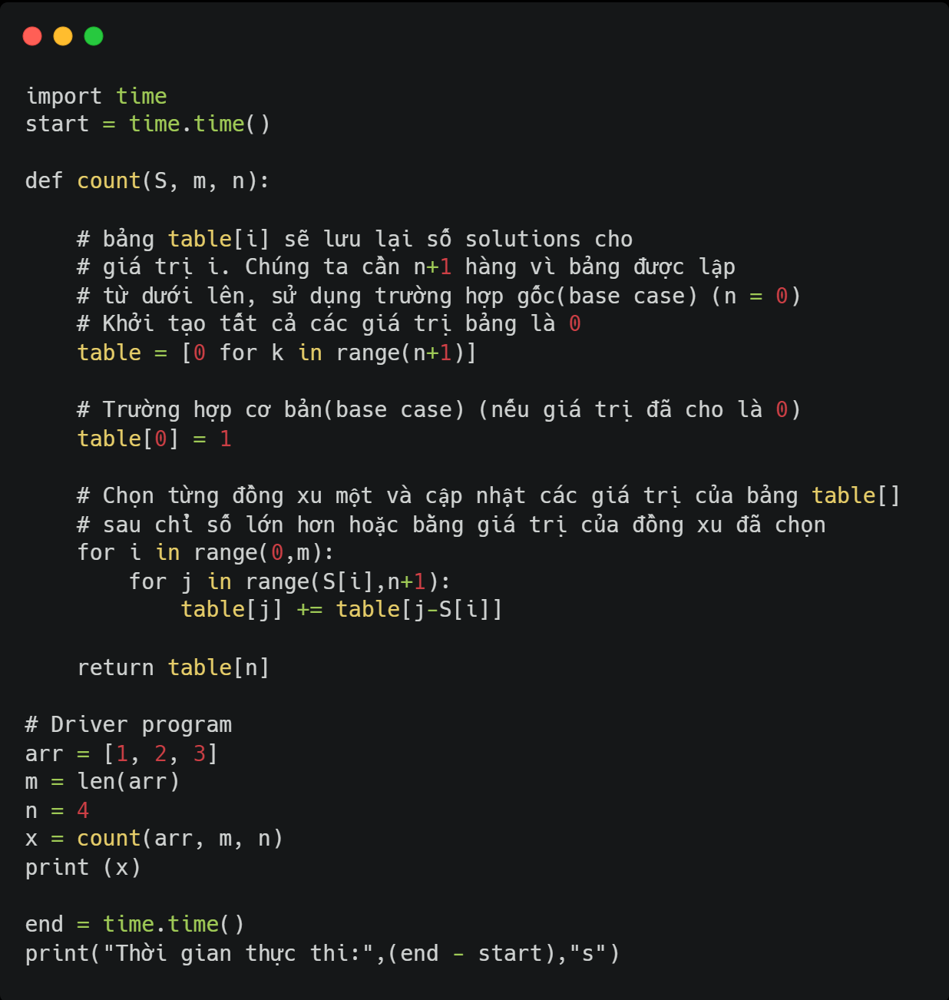 import time
start = time.time()
def count(S, m, n):
    # bảng table[i] sẽ lưu lại số solutions cho
    # giá trị i. Chúng ta cần n+1 hàng vì bảng được lập
    # từ dưới lên, sử dụng trường hợp gốc(base case) (n = 0)
    # Khởi tạo tất cả các giá trị bảng là 0
    table = [0 for k in range(n+1)]
    # Trường hợp cơ bản(base case) (nếu giá trị đã cho là 0)
    table[0] = 1
    # Chọn từng đồng xu một và cập nhật các giá trị của bảng table[]
    # sau chỉ số lớn hơn hoặc bằng giá trị của đồng xu đã chọn
    for i in range(0,m):
        for j in range(S[i],n+1):
            table[j] += table[j-S[i]]
    return table[n]
# Driver program
arr = [1, 2, 3]
m = len(arr)
n = 4
x = count(arr, m, n)
print (x)
end = time.time()
print("Thời gian thực thi:",(end - start),"s")